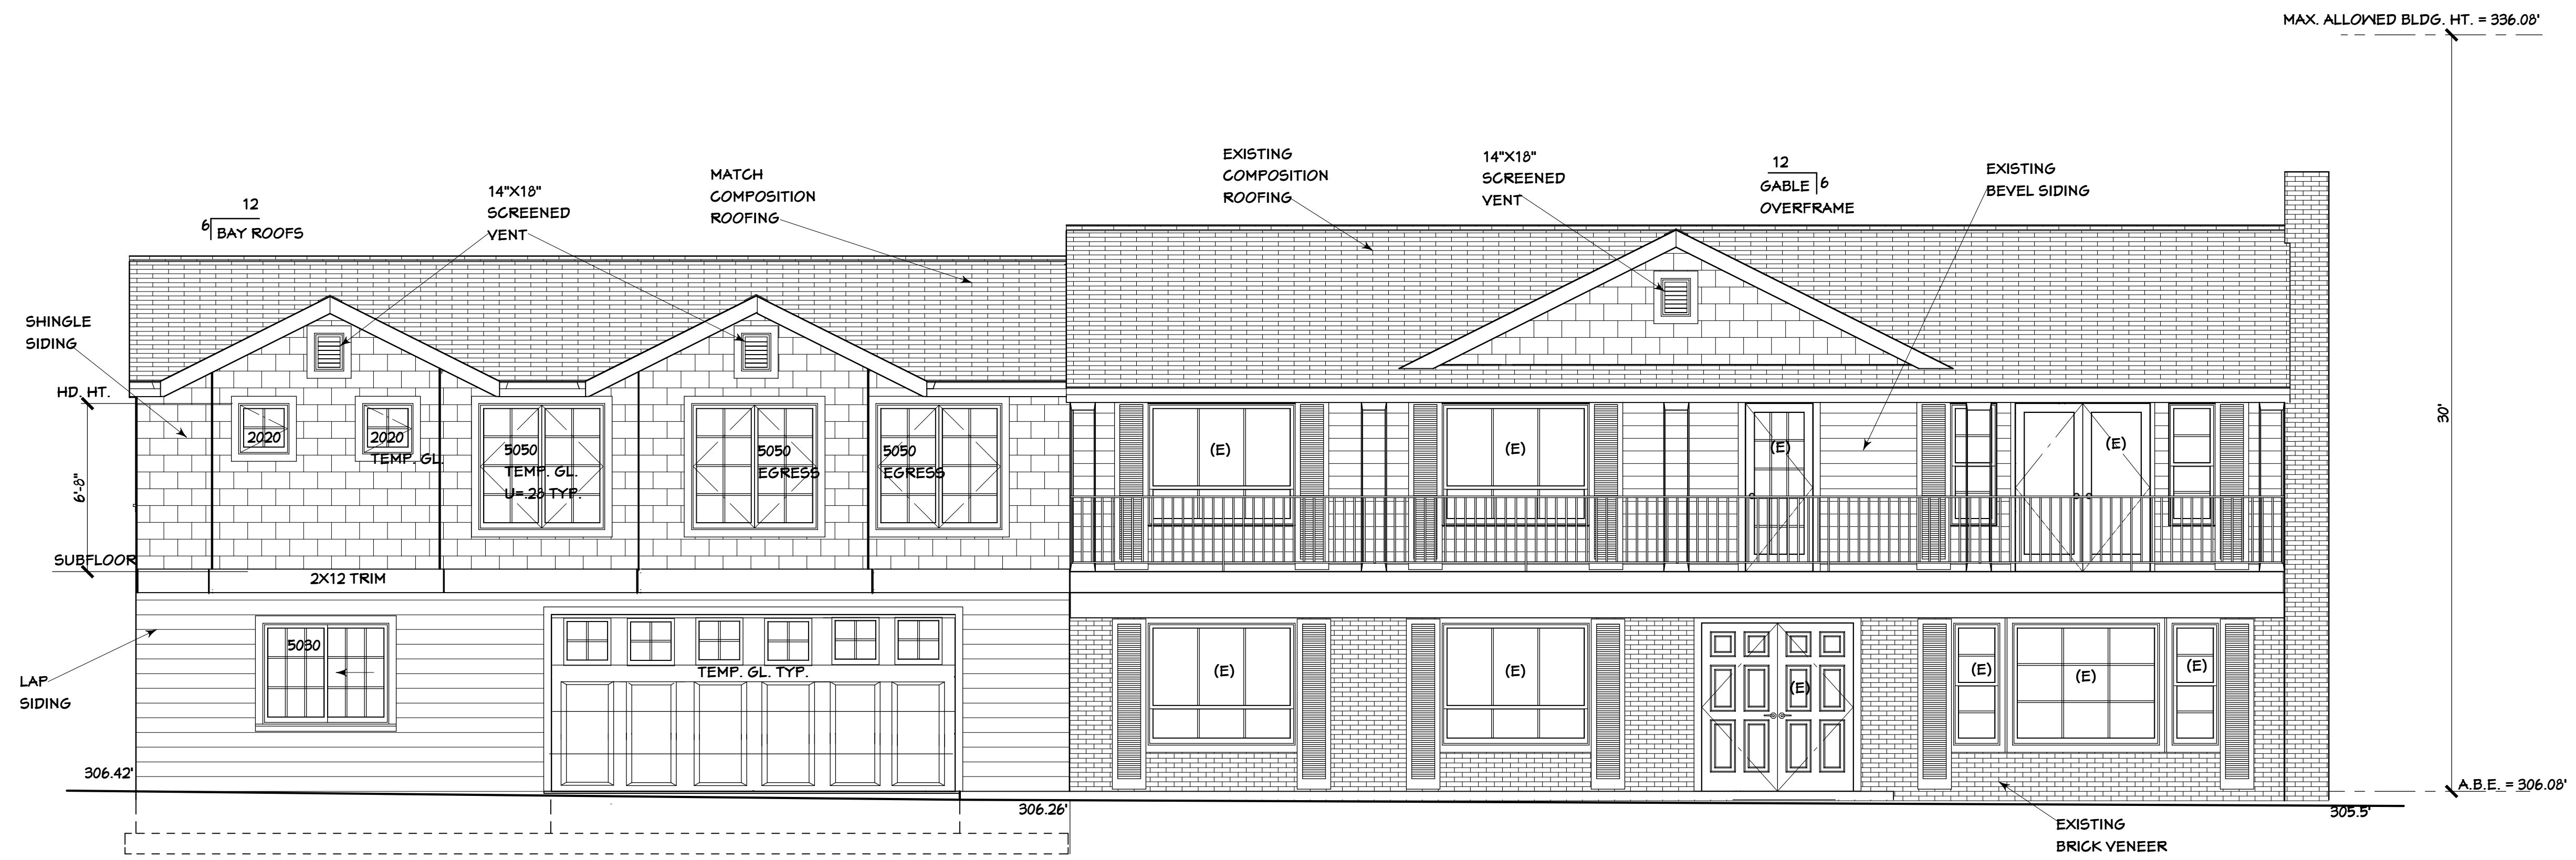 MAX. ALLOWED BLDG. HT. = 336.08'
EXISTING
COMPOSITION
ROOFING
14"X18"
SCREENED
VENT
12
6
GABLE
OVERFRAME
EXISTING
BEVEL SIDING
MATCH
COMPOSITION
ROOFING
14"X18"
SCREENED
VENT
12
6
BAY ROOFS
SHINGLE
SIDING
HD. HT.
6'-8"
SUBFLOOR
2020
2020
TEMP. GL.
5050
TEMP. GL.
U=.28 TYP.
5050
EGRESS
5050
EGRESS
(E)
(E)
(E)
(E)
30'
2X12 TRIM
5030
TEMP. GL. TYP.
LAP
SIDING
(E)
(E)
(E)
(E)
(E)
(E)
306.42'
306.26'
A.B.E. = 306.08'
305.5'
EXISTING
BRICK VENEER